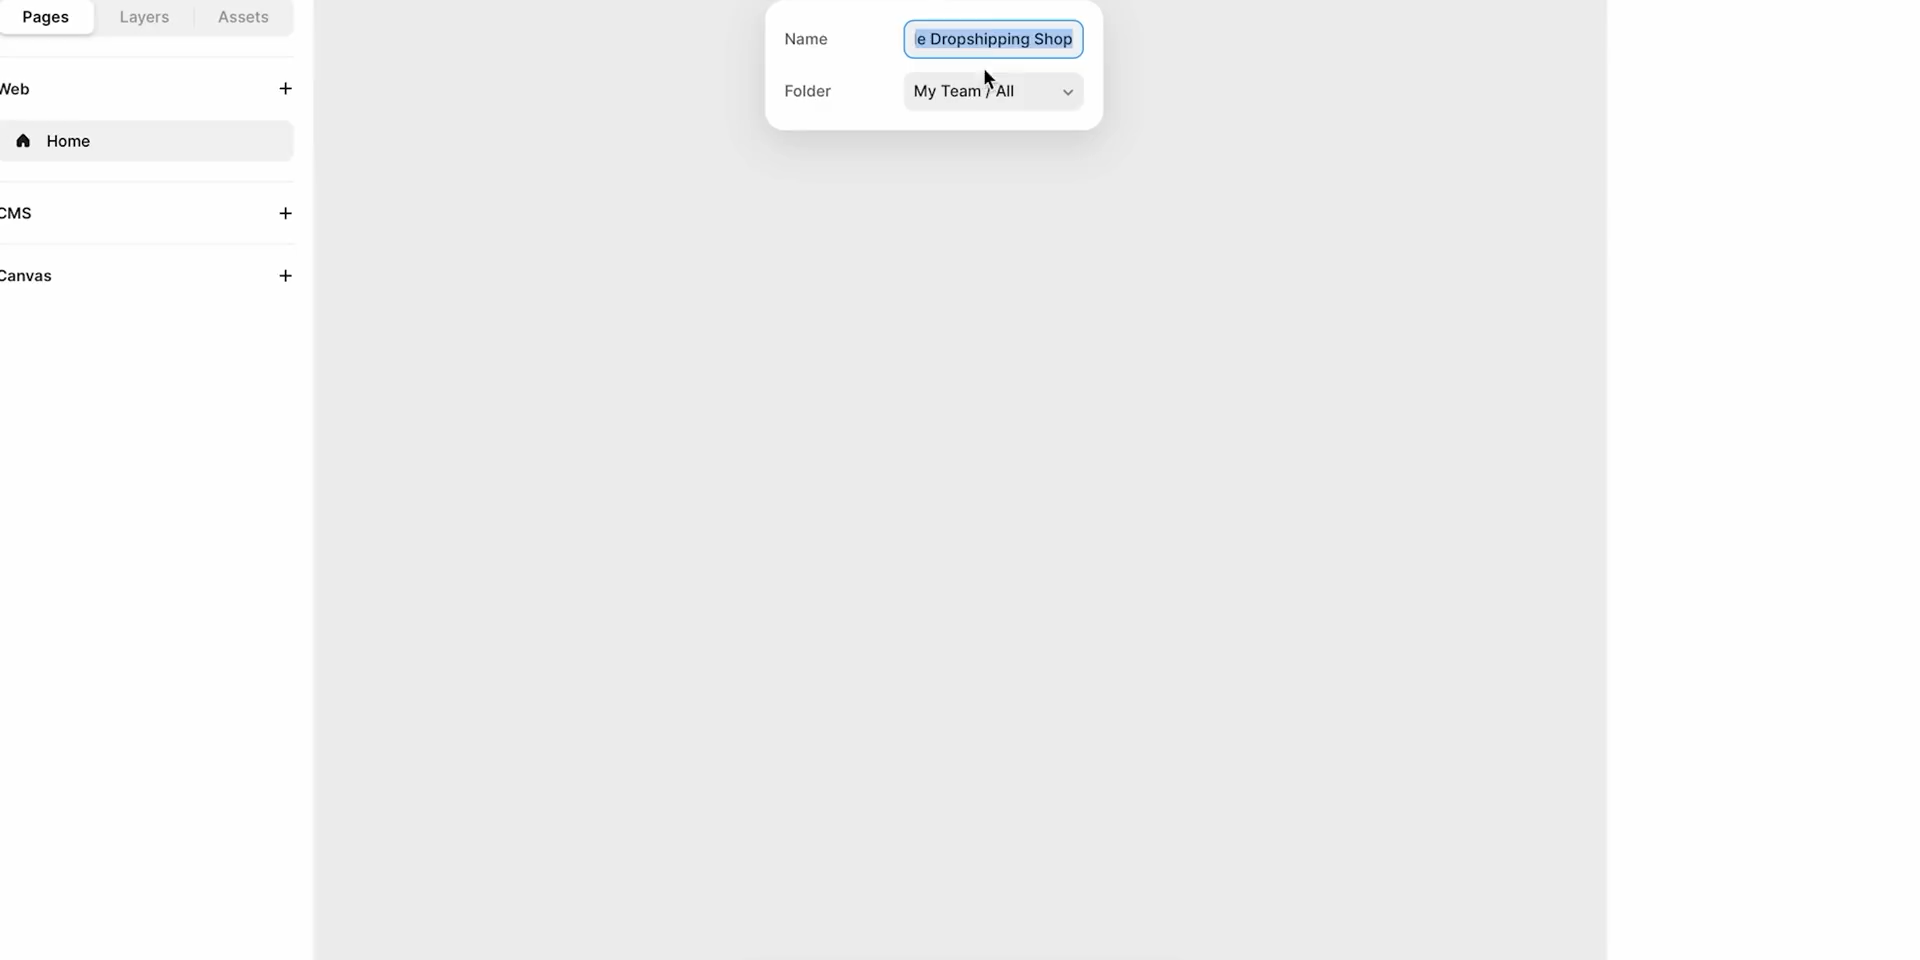 Pages
Layers
Assets
Web
Home
CMS
Canvas
Name
e Dropshipping Shop
Folder
My Team / All